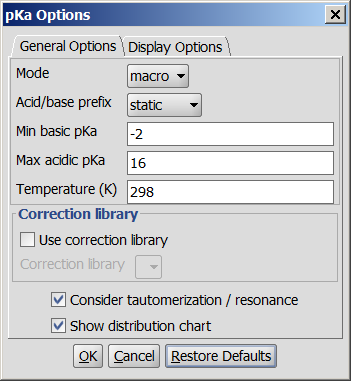 pKa Options
General Options Display Options
Mode macro
Acid/base prefix static
Min basic pKa -2
Max acidic pKa 16
Temperature (K) 298
Correction library
Use correction library
Correction library
Consider tautomerization / resonance
Show distribution chart
OK Cancel Restore Defaults